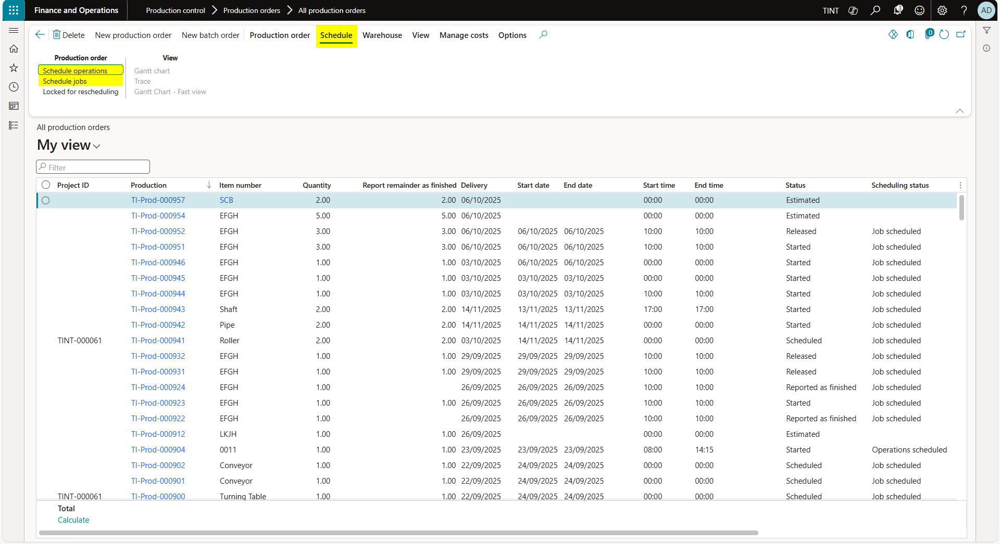 Finance and Operations Production control Production orders All production orders TINT 3 ? AD
Delete New production order New batch order Production order Schedule Warehouse View Manage costs Options 0
Production order View
Schedule operations Gantt chart
Schedule jobs Trace
Locked for rescheduling Gantt Chart - Fast view
All production orders
My view
Filter
Project ID Production Item number Quantity Report remainder as finished Delivery Start date End date Start time End time Status Scheduling status
TI-Prod-000957 SCB 2.00 2.00 06/10/2025 00:00 00:00 Estimated
TI-Prod-000954 EFGH 5.00 5.00 06/10/2025 00:00 00:00 Estimated
TI-Prod-000952 EFGH 3.00 3.00 06/10/2025 06/10/2025 06/10/2025 10:00 10:00 Released Job scheduled
TI-Prod-000951 EFGH 3.00 3.00 06/10/2025 06/10/2025 06/10/2025 10:00 10:00 Started Job scheduled
TI-Prod-000946 EFGH 1.00 1.00 03/10/2025 06/10/2025 06/10/2025 00:00 00:00 Started Job scheduled
TI-Prod-000945 EFGH 1.00 1.00 03/10/2025 03/10/2025 03/10/2025 00:00 00:00 Started Job scheduled
TI-Prod-000944 EFGH 1.00 1.00 03/10/2025 03/10/2025 03/10/2025 10:00 10:00 Started Job scheduled
TI-Prod-000943 Shaft 2.00 2.00 14/11/2025 13/11/2025 13/11/2025 17:00 17:00 Started Job scheduled
TI-Prod-000942 Pipe 2.00 2.00 14/11/2025 14/11/2025 14/11/2025 00:00 00:00 Started Job scheduled
TINT-000061 TI-Prod-000941 Roller 2.00 2.00 03/10/2025 14/11/2025 14/11/2025 00:00 00:00 Scheduled Job scheduled
TI-Prod-000932 EFGH 1.00 1.00 29/09/2025 29/09/2025 29/09/2025 10:00 10:00 Released Job scheduled
TI-Prod-000931 EFGH 1.00 1.00 29/09/2025 29/09/2025 29/09/2025 10:00 10:00 Released Job scheduled
TI-Prod-000924 EFGH 1.00 26/09/2025 26/09/2025 26/09/2025 10:00 10:00 Reported as finished Job scheduled
TI-Prod-000923 EFGH 1.00 1.00 26/09/2025 26/09/2025 26/09/2025 10:00 10:00 Started Job scheduled
TI-Prod-000922 EFGH 1.00 26/09/2025 26/09/2025 26/09/2025 10:00 10:00 Reported as finished Job scheduled
TI-Prod-000912 LKJH 1.00 1.00 26/09/2025 00:00 00:00 Estimated
TI-Prod-000904 0011 1.00 1.00 23/09/2025 23/09/2025 23/09/2025 08:00 14:15 Started Operations scheduled
TI-Prod-000902 Conveyor 1.00 1.00 22/09/2025 24/09/2025 24/09/2025 00:00 00:00 Scheduled Job scheduled
TI-Prod-000901 Conveyor 1.00 1.00 22/09/2025 24/09/2025 24/09/2025 00:00 00:00 Scheduled Job scheduled
TINT-000061 TI-Prod-000900 Turning Table 1.00 1.00 22/09/2025 24/09/2025 24/09/2025 00:00 00:00 Scheduled Job scheduled
Total
Calculate